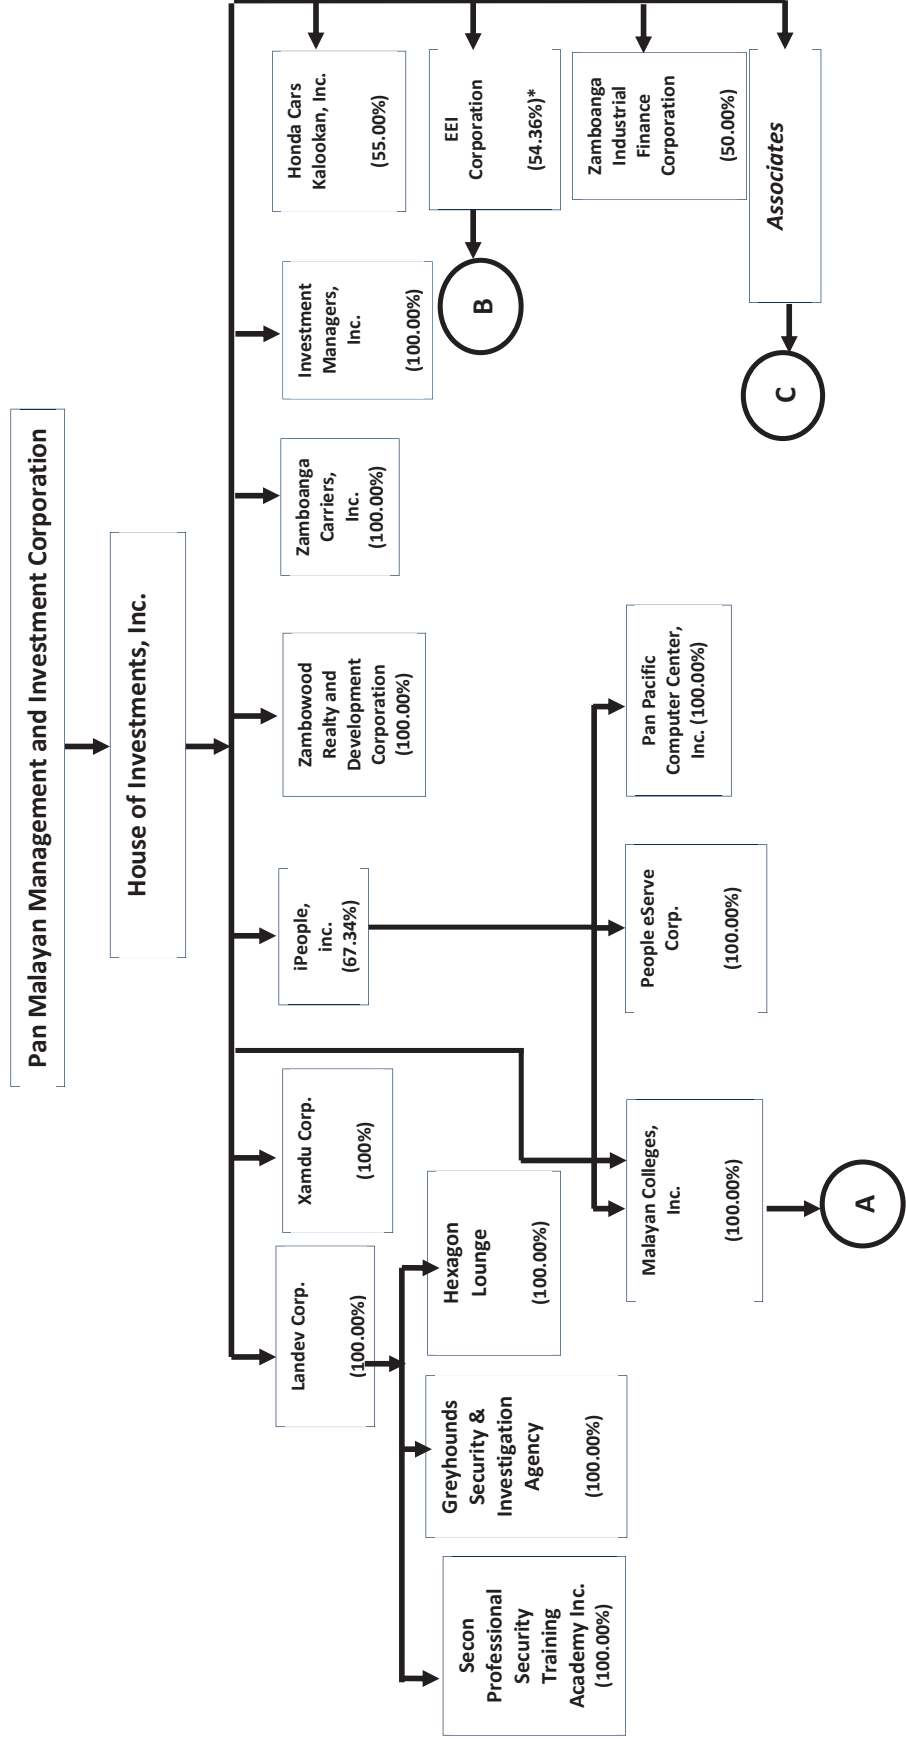 Pan Malayan Management and Investment Corporation
House of Investments, Inc.
Landev Corp.
(100.00%)
Xamdu Corp.
(100%)
iPeople,
inc.
(67.34%)
Zambowood
Realty and
Development
Corporation
(100.00%)
Zamboanga
Carriers,
Inc.
(100.00%)
Investment
Managers,
Inc.
(100.00%)
Honda Cars
Kalookan, Inc.
(55.00%)
EEI
Corporation
(54.36%)*
B
Zamboanga
Industrial
Finance
Corporation
(50.00%)
Associates
C
Secon
Professional
Security
Training
Academy Inc.
(100.00%)
Greyhounds
Security &
Investigation
Agency
(100.00%)
Hexagon
Lounge
(100.00%)
Malayan Colleges,
Inc.
(100.00%)
A
People eServe
Corp.
(100.00%)
Pan Pacific
Computer Center,
Inc. (100.00%)